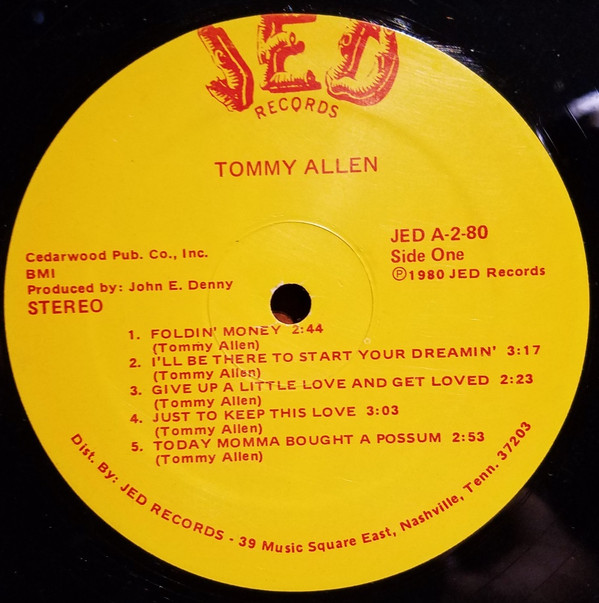 JED
RECORDS
TOMMY ALLEN
Cedarwood Pub. Co., Inc.
BMI
Produced by: John E. Denny
STEREO
JED A-2-80
Side One
Ⓟ1980 JED Records
1. FOLDIN' MONEY 2:44
(Tommy Allen)
2. I'LL BE THERE TO START YOUR DREAMIN' 3:17
(Tommy Allen)
3. GIVE UP A LITTLE LOVE AND GET LOVED 2:23
(Tommy Allen)
4. JUST TO KEEP THIS LOVE 3:03
(Tommy Allen)
5. TODAY MOMMA BOUGHT A POSSUM 2:53
(Tommy Allen)
Dist. By: JED RECORDS - 39 Music Square East, Nashville, Tenn. 37203